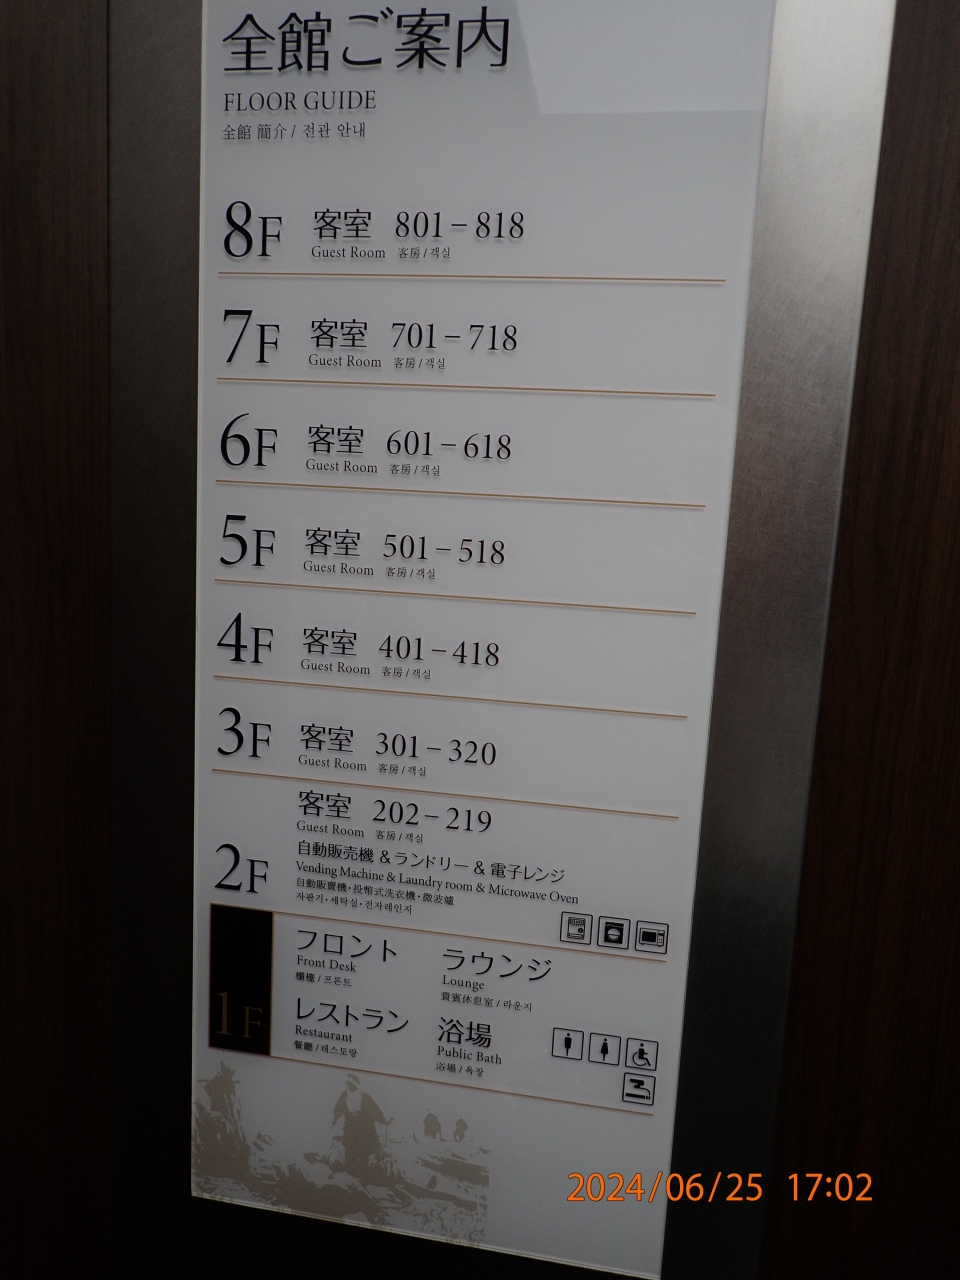 全館ご案内
FLOOR GUIDE
全館 簡介 / 전관 안내
8F 客室 801－818
Guest Room 客房 / 객실
7F 客室 701－718
Guest Room 客房 / 객실
6F 客室 601－618
Guest Room 客房 / 객실
5F 客室 501－518
Guest Room 客房 / 객실
4F 客室 401－418
Guest Room 客房 / 객실
3F 客室 301－320
Guest Room 客房 / 객실
客室 202－219
Guest Room 客房 / 객실
2F 自動販売機 & ランドリー & 電子レンジ
Vending Machine & Laundry room & Microwave Oven
自動販賣機・投幣式洗衣機・微波爐
자판기・세탁실・전자레인지
フロント ラウンジ
Front Desk Lounge
櫃檯 / 프론트 貴賓休息室 / 라운지
1F レストラン 浴場
Restaurant Public Bath
餐廳 / 레스토랑 浴場 / 욕장
2024/06/25 17:02